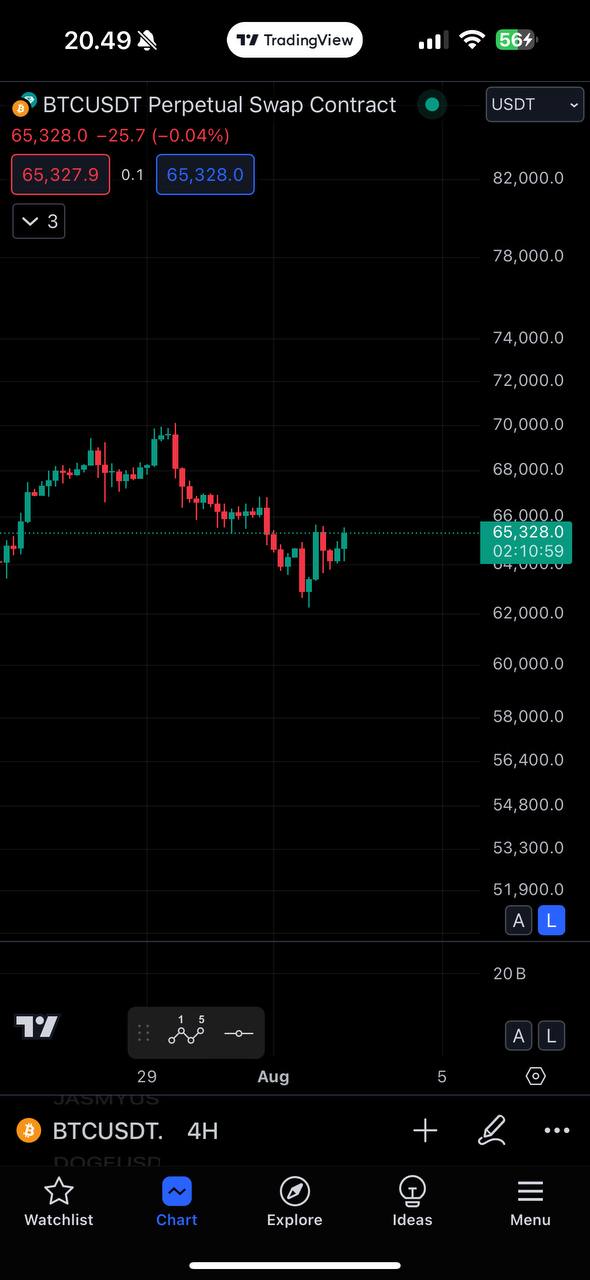 20.49
TradingView
56
BTCUSDT Perpetual Swap Contract
USDT
65,328.0 −25.7 (−0.04%)
65,327.9 0.1 65,328.0
3
82,000.0
78,000.0
74,000.0
72,000.0
70,000.0
68,000.0
66,000.0
65,328.0
02:10:59
64,000.0
62,000.0
60,000.0
58,000.0
56,400.0
54,800.0
53,300.0
51,900.0
A L
20 B
1 5
A L
29 Aug 5
JASMYUS
BTCUSDT. 4H
DOGEUSD
Watchlist Chart Explore Ideas Menu